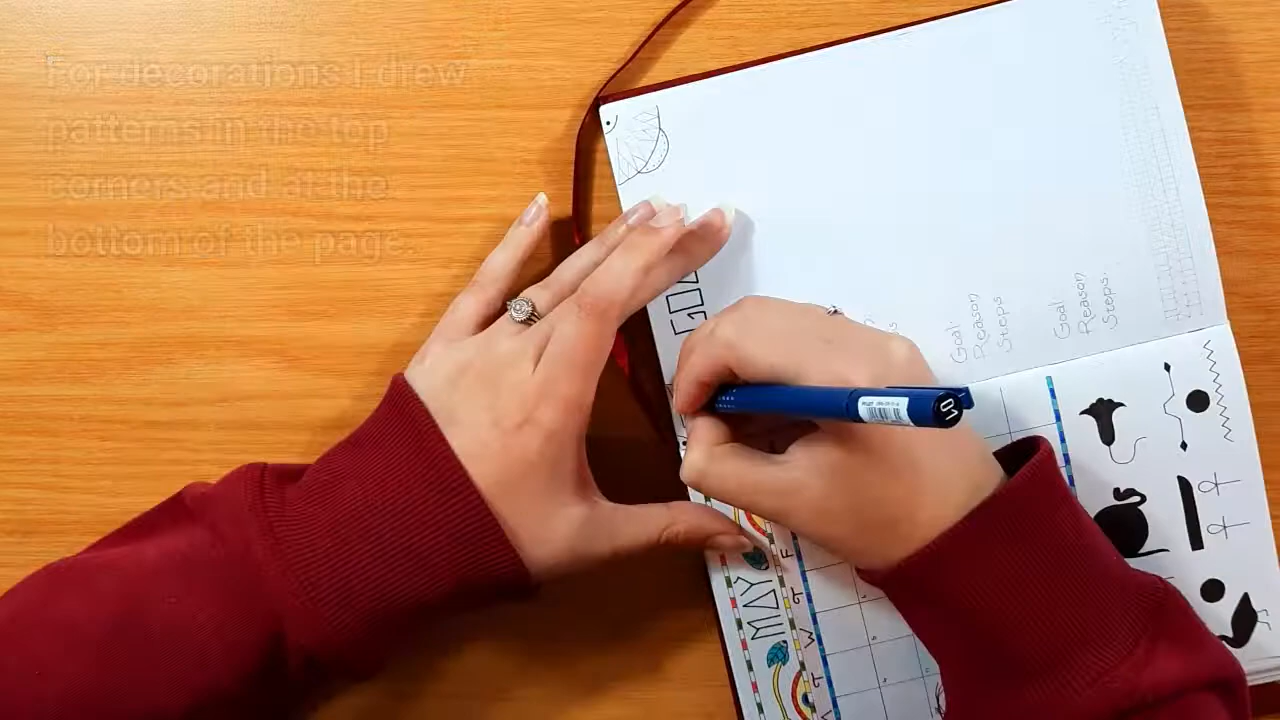 For decorations I drew
patterns in the top
corners and at the
bottom of the page.
Goal
Reason
Steps
Goal
Reason
Steps.
MAY
F
T
W
T